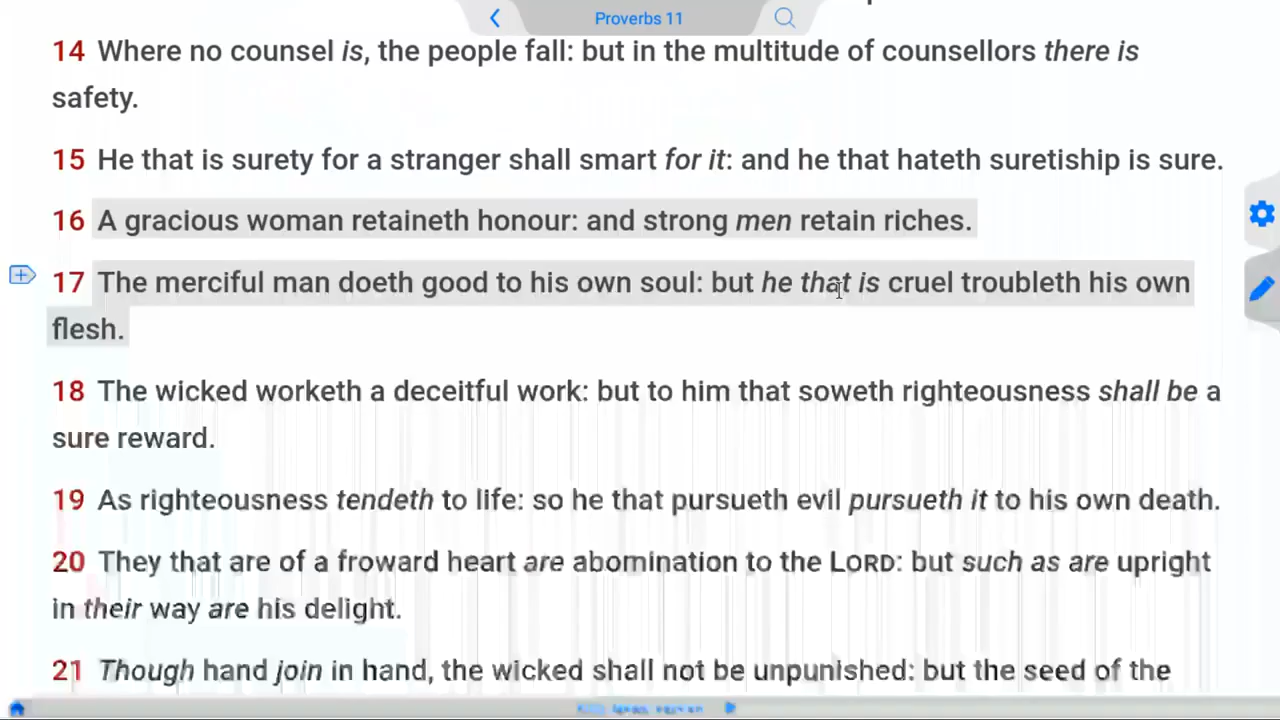 Proverbs 11
14 Where no counsel is, the people fall: but in the multitude of counsellors there is
safety.
15 He that is surety for a stranger shall smart for it: and he that hateth suretiship is sure.
16 A gracious woman retaineth honour: and strong men retain riches.
17 The merciful man doeth good to his own soul: but he that is cruel troubleth his own
flesh.
18 The wicked worketh a deceitful work: but to him that soweth righteousness shall be a
sure reward.
19 As righteousness tendeth to life: so he that pursueth evil pursueth it to his own death.
20 They that are of a froward heart are abomination to the LORD: but such as are upright
in their way are his delight.
21 Though hand join in hand, the wicked shall not be unpunished: but the seed of the